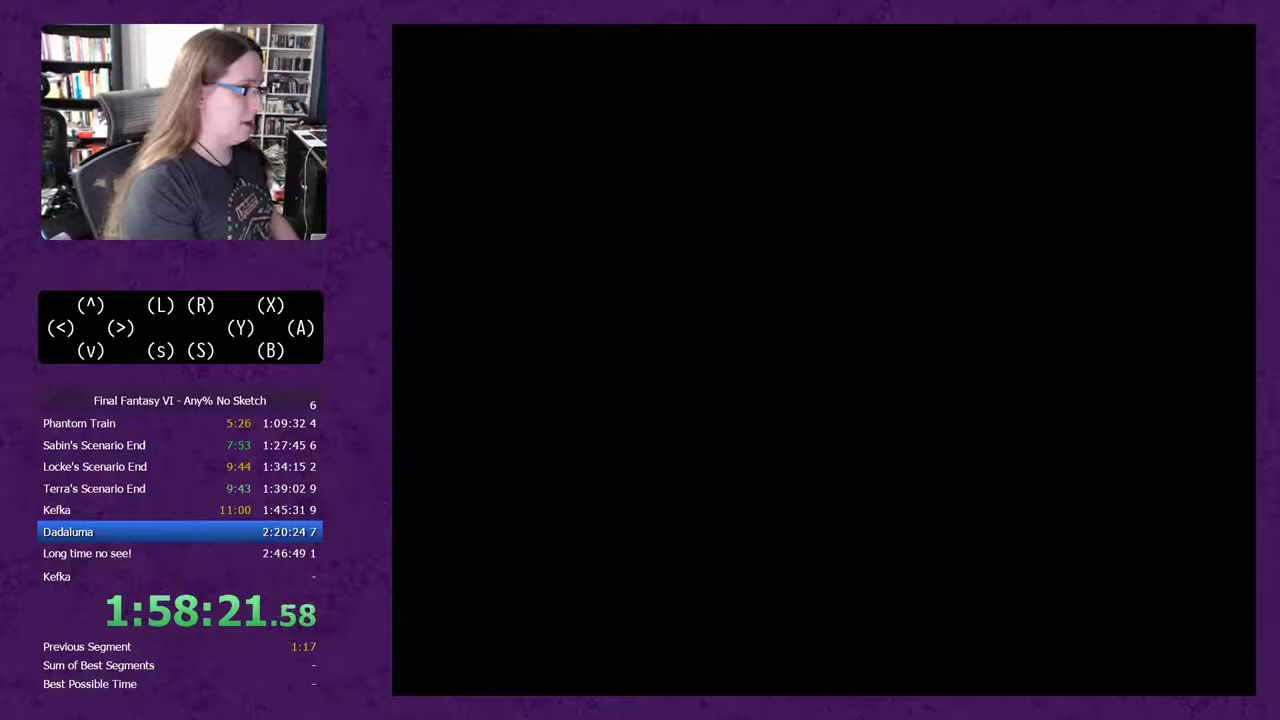 (^) (L) (R) (X)
(<) (>) (Y) (A)
(v) (s) (S) (B)
Final Fantasy VI - Any% No Sketch 6
Phantom Train 5:26 1:09:32 4
Sabin's Scenario End 7:53 1:27:45 6
Locke's Scenario End 9:44 1:34:15 2
Terra's Scenario End 9:43 1:39:02 9
Kefka 11:00 1:45:31 9
Dadaluma 2:20:24 7
Long time no see! 2:46:49 1
Kefka -
1:58:21.58
Previous Segment 1:17
Sum of Best Segments -
Best Possible Time -